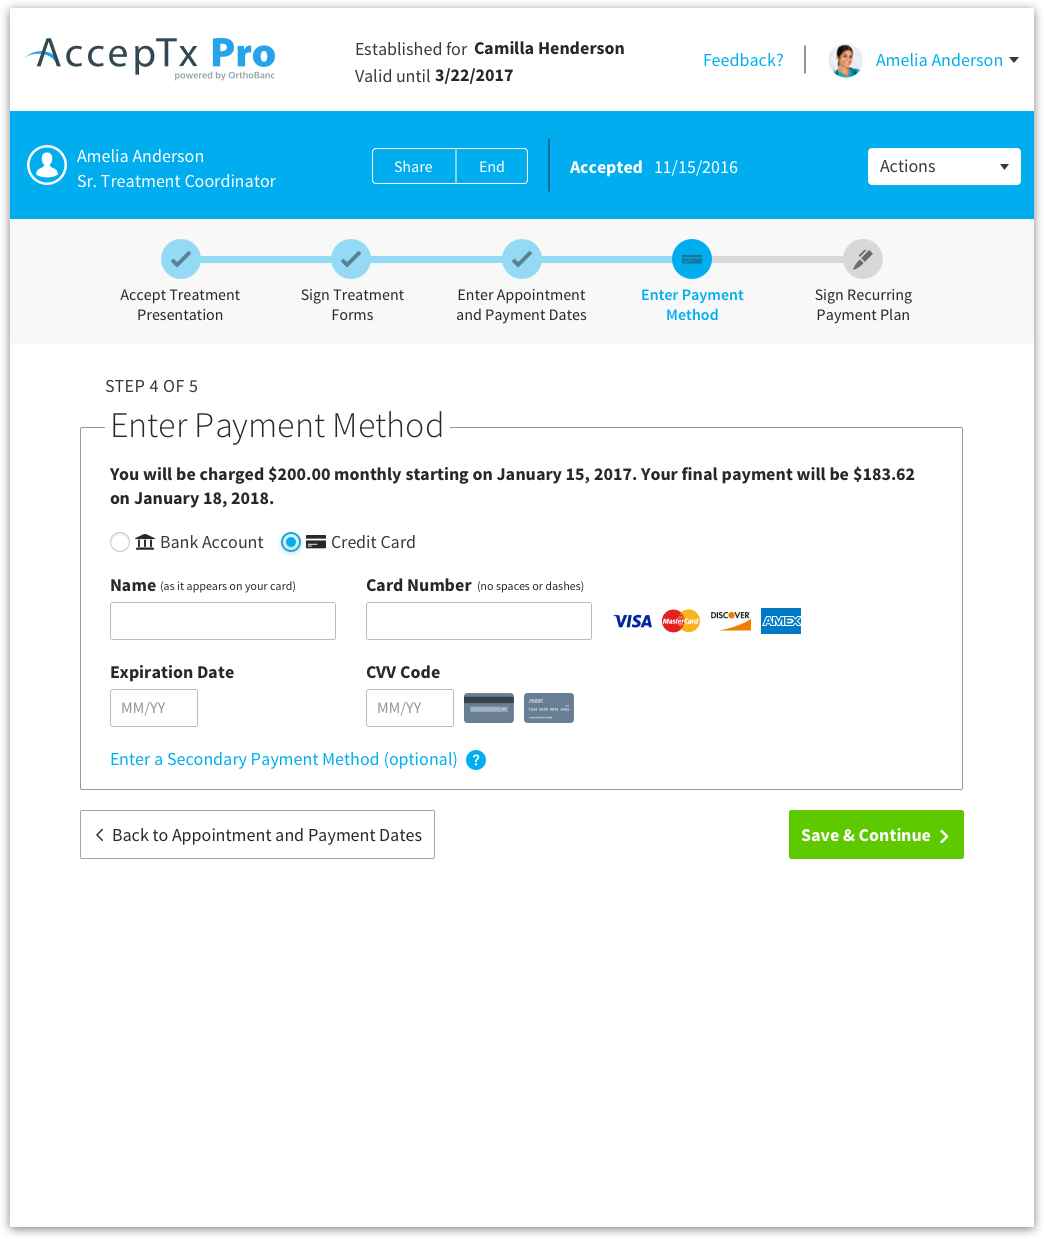 AccepTx Pro
powered by OrthoBanc
Established for Camilla Henderson
Valid until 3/22/2017
Feedback?
Amelia Anderson
Amelia Anderson
Sr. Treatment Coordinator
Share
End
Accepted 11/15/2016
Actions
Accept Treatment
Presentation
Sign Treatment
Forms
Enter Appointment
and Payment Dates
Enter Payment
Method
Sign Recurring
Payment Plan
STEP 4 OF 5
Enter Payment Method
You will be charged $200.00 monthly starting on January 15, 2017. Your final payment will be $183.62
on January 18, 2018.
Bank Account
Credit Card
Name (as it appears on your card)
Card Number (no spaces or dashes)
VISA
MasterCard
DISCOVER
AMEX
Expiration Date
CVV Code
MM/YY
MM/YY
Enter a Secondary Payment Method (optional) ?
Back to Appointment and Payment Dates
Save & Continue